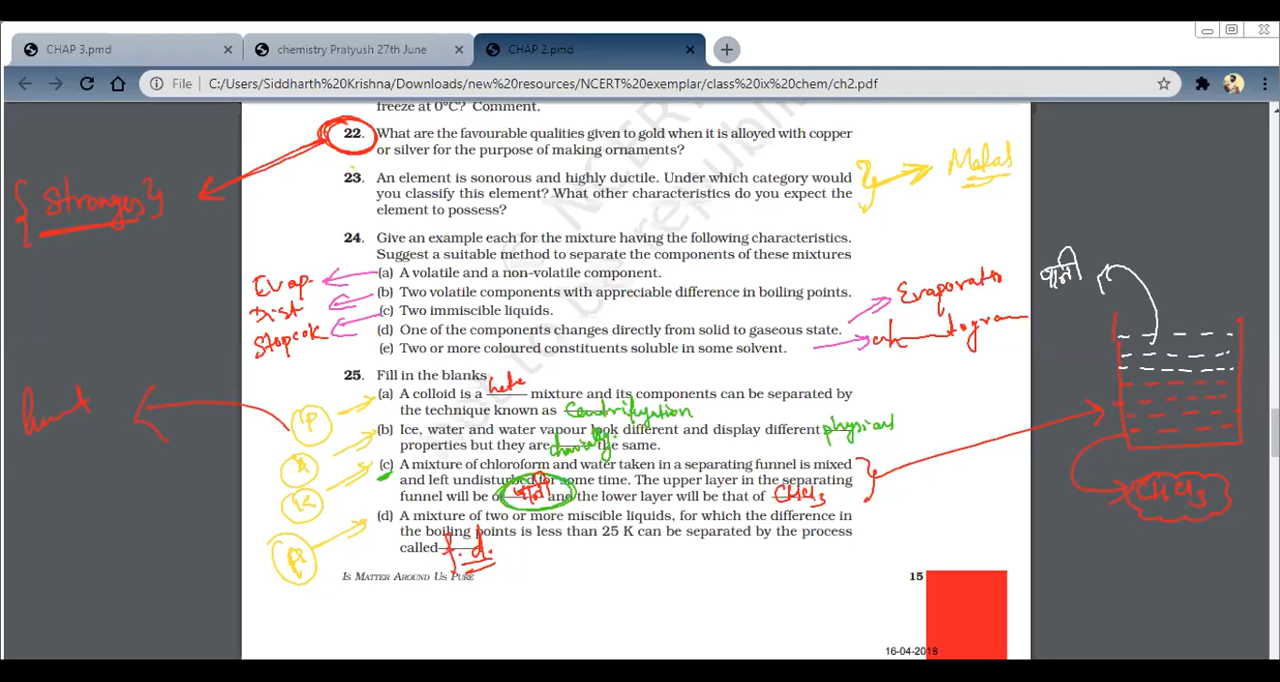 CHAP 3.pmd
chemistry Pratyush 27th June
CHAP 2.pmd
File C:/Users/Siddharth%20Krishna/Downloads/new%20resources/NCERT%20exemplar/class%20ix%20chem/ch2.pdf
freeze at 0°C? Comment.
22. What are the favourable qualities given to gold when it is alloyed with copper
or silver for the purpose of making ornaments?
23. An element is sonorous and highly ductile. Under which category would
you classify this element? What other characteristics do you expect the
element to possess?
Metal
24. Give an example each for the mixture having the following characteristics.
Suggest a suitable method to separate the components of these mixtures
(a) A volatile and a non-volatile component.
(b) Two volatile components with appreciable difference in boiling points.
(c) Two immiscible liquids.
(d) One of the components changes directly from solid to gaseous state.
(e) Two or more coloured constituents soluble in some solvent.
Evap.
Dist
पानी
25. Fill in the blanks
(a) A colloid is a hete mixture and its components can be separated by
the technique known as Centrifugation
(b) Ice, water and water vapour look different and display different physical
properties but they are the same.
(c) A mixture of chloroform and water taken in a separating funnel is mixed
and left undisturbed for some time. The upper layer in the separating
funnel will be of पानी and the lower layer will be that of CHCl3
(d) A mixture of two or more miscible liquids, for which the difference in
the boiling points is less than 25 K can be separated by the process
called f.d.
CHCl3
IS MATTER AROUND US PURE
15
16-04-2018